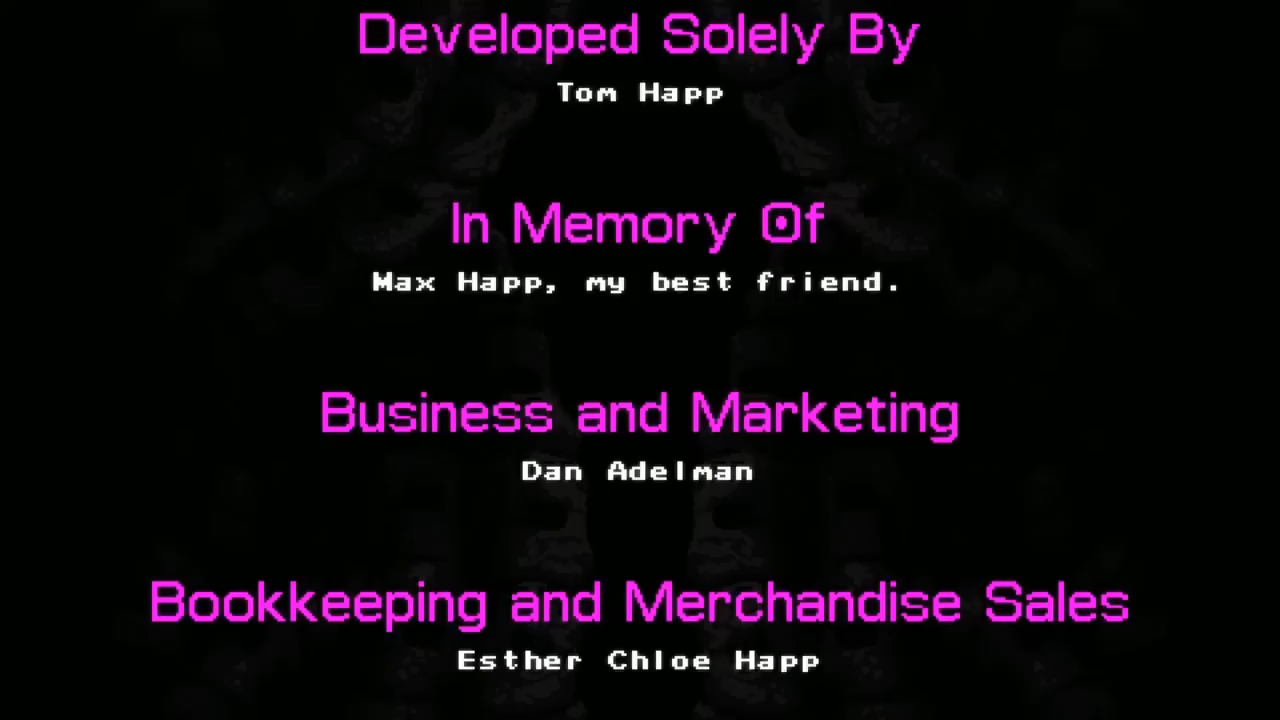 Developed Solely By
Tom Happ
In Memory Of
Max Happ, my best friend.
Business and Marketing
Dan Adelman
Bookkeeping and Merchandise Sales
Esther Chloe Happ